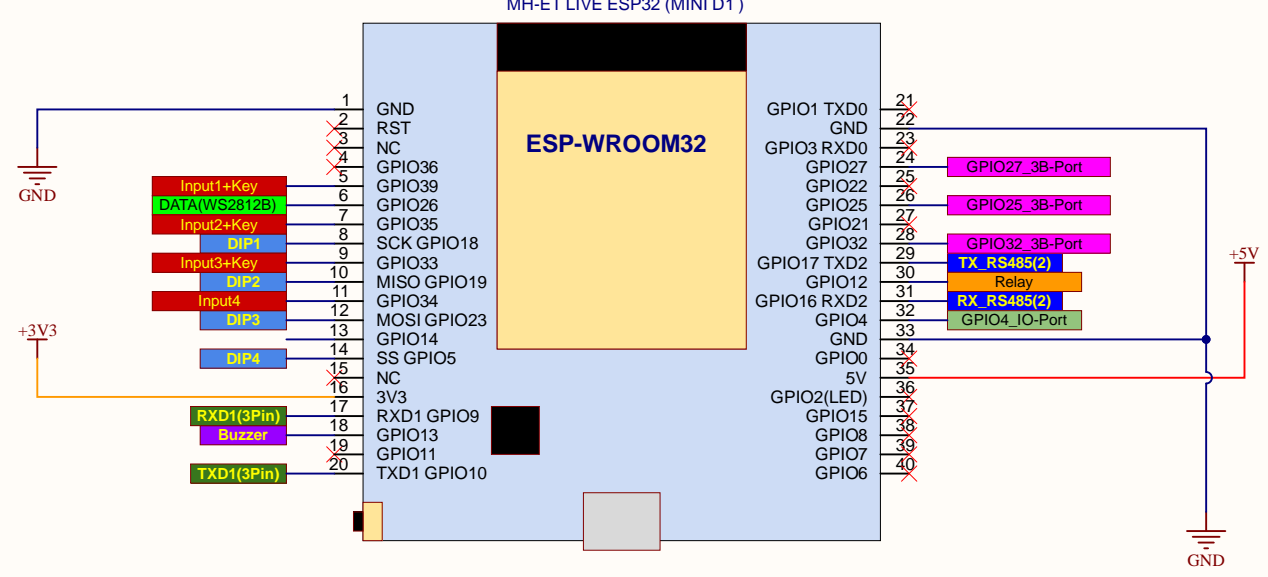 MH-ET LIVE ESP32 (MINI D1 )
ESP-WROOM32
1 GND
2 RST
3 NC
4 GPIO36
Input1+Key 5 GPIO39
DATA(WS2812B) 6 GPIO26
Input2+Key 7 GPIO35
DIP1 8 SCK GPIO18
Input3+Key 9 GPIO33
DIP2 10 MISO GPIO19
Input4 11 GPIO34
DIP3 12 MOSI GPIO23
13 GPIO14
DIP4 14 SS GPIO5
15 NC
16 3V3
RXD1(3Pin) 17 RXD1 GPIO9
Buzzer 18 GPIO13
19 GPIO11
TXD1(3Pin) 20 TXD1 GPIO10
GND
+3V3
GPIO1 TXD0 21
GND 22
GPIO3 RXD0 23
GPIO27 24 GPIO27_3B-Port
GPIO22 25
GPIO25 26 GPIO25_3B-Port
GPIO21 27
GPIO32 28 GPIO32_3B-Port
GPIO17 TXD2 29 TX_RS485(2)
GPIO12 30 Relay
GPIO16 RXD2 31 RX_RS485(2)
GPIO4 32 GPIO4_IO-Port
GND 33
GPIO0 34
5V 35
GPIO2(LED) 36
GPIO15 37
GPIO8 38
GPIO7 39
GPIO6 40
+5V
GND